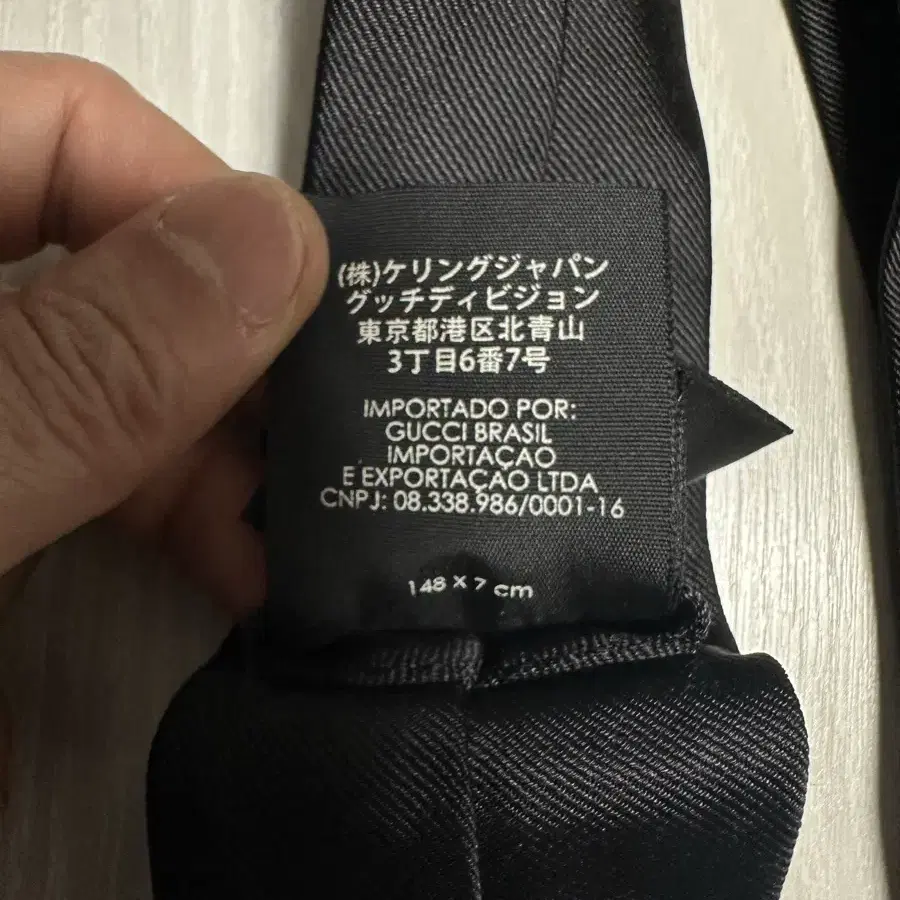 (株)ケリングジャパン
グッチディビジョン
東京都港区北青山
3丁目6番7号
IMPORTADO POR:
GUCCI BRASIL
IMPORTAÇAO
E EXPORTAÇAO LTDA
CNPJ: 08.338.986/0001-16
148 X 7 cm